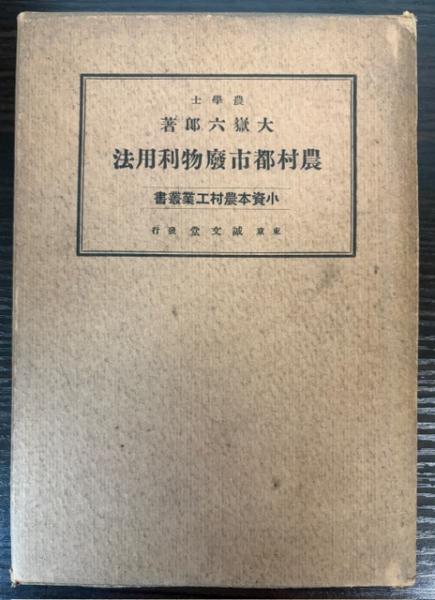 農學士
大嶽六郎著
農村都市廢物利用法
小資本農村工業叢書
東京 誠文堂 發行